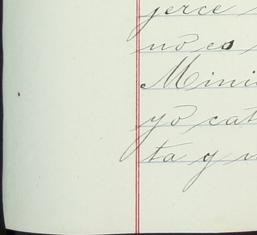 jerce
no es
Mini
yo cat
ta y